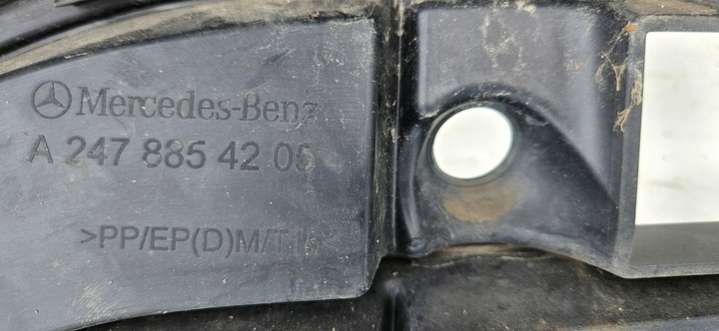 Mercedes-Benz
A 247 885 42 05
>PP/EP(D)M/T